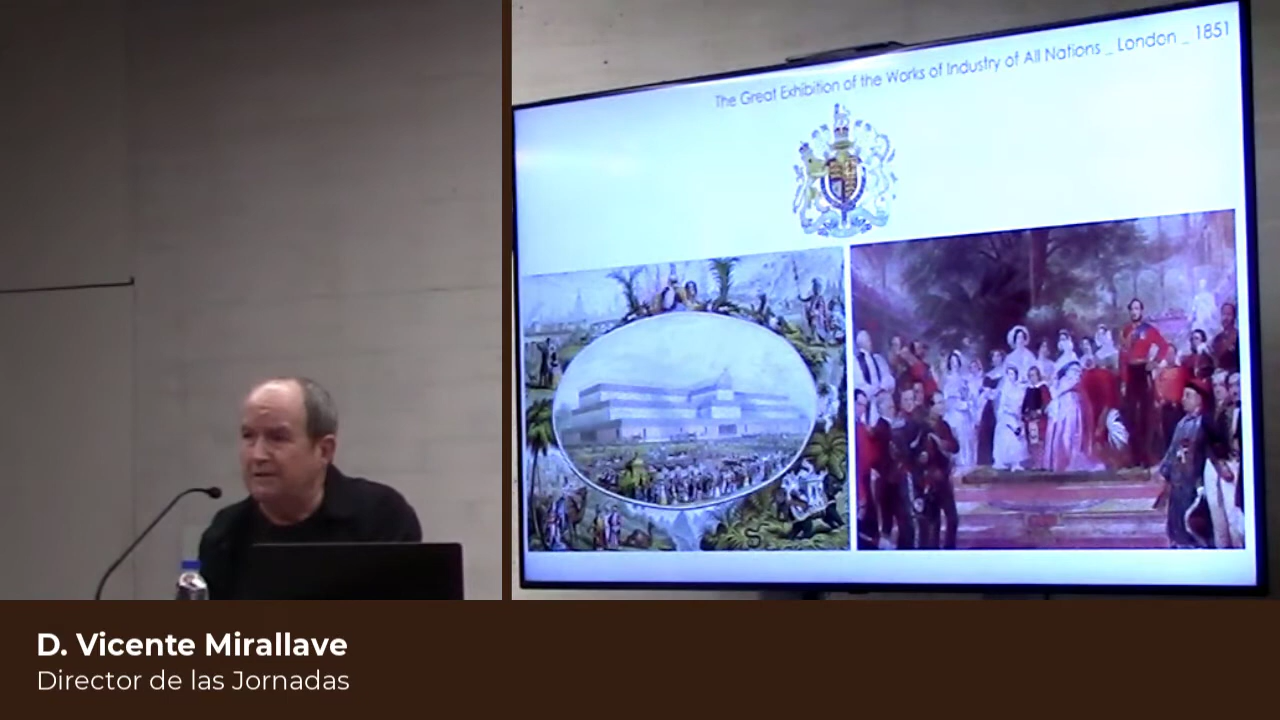 The Great Exhibition of the Works of Industry of All Nations _ London _ 1851
D. Vicente Mirallave
Director de las Jornadas